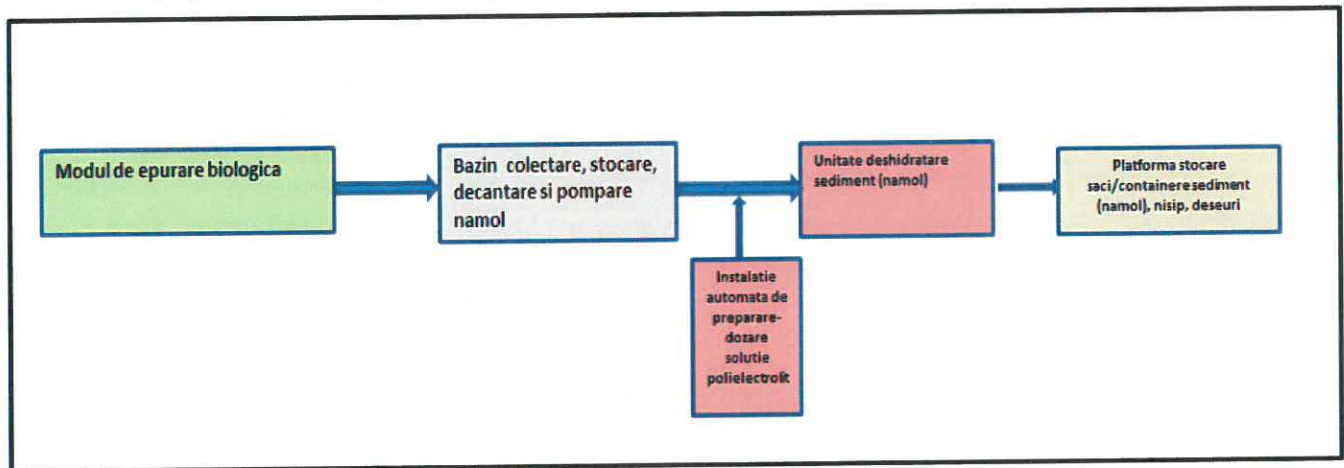 Modul de epurare biologica
Bazin colectare, stocare,
decantare si pompare
namol
Unitate deshidratare
sediment (namol)
Platforma stocare
saci/containere sediment
(namol), nisip, deseuri
Instalatie
automata de
preparare-
dozare
solutie
polielectrolit